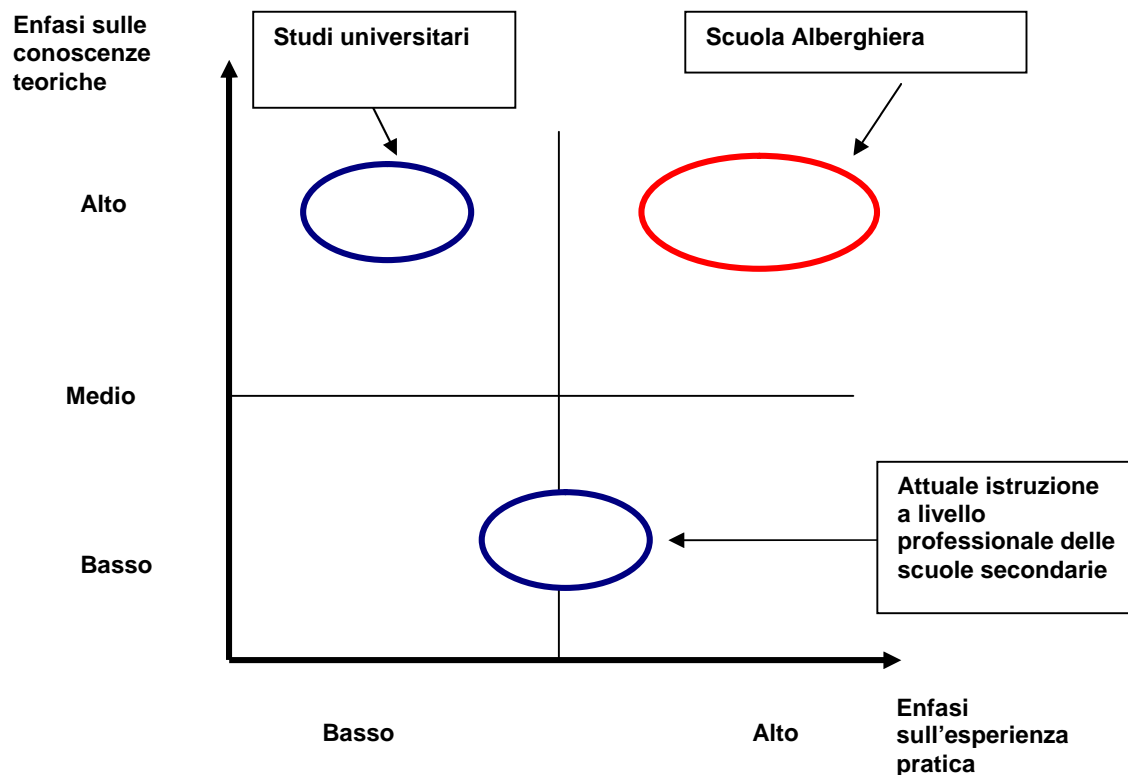 Enfasi sulle
conoscenze
teoriche
Studi universitari
Scuola Alberghiera
Alto
Medio
Attuale istruzione
a livello
professionale delle
scuole secondarie
Basso
Basso
Alto
Enfasi
sull'esperienza
pratica